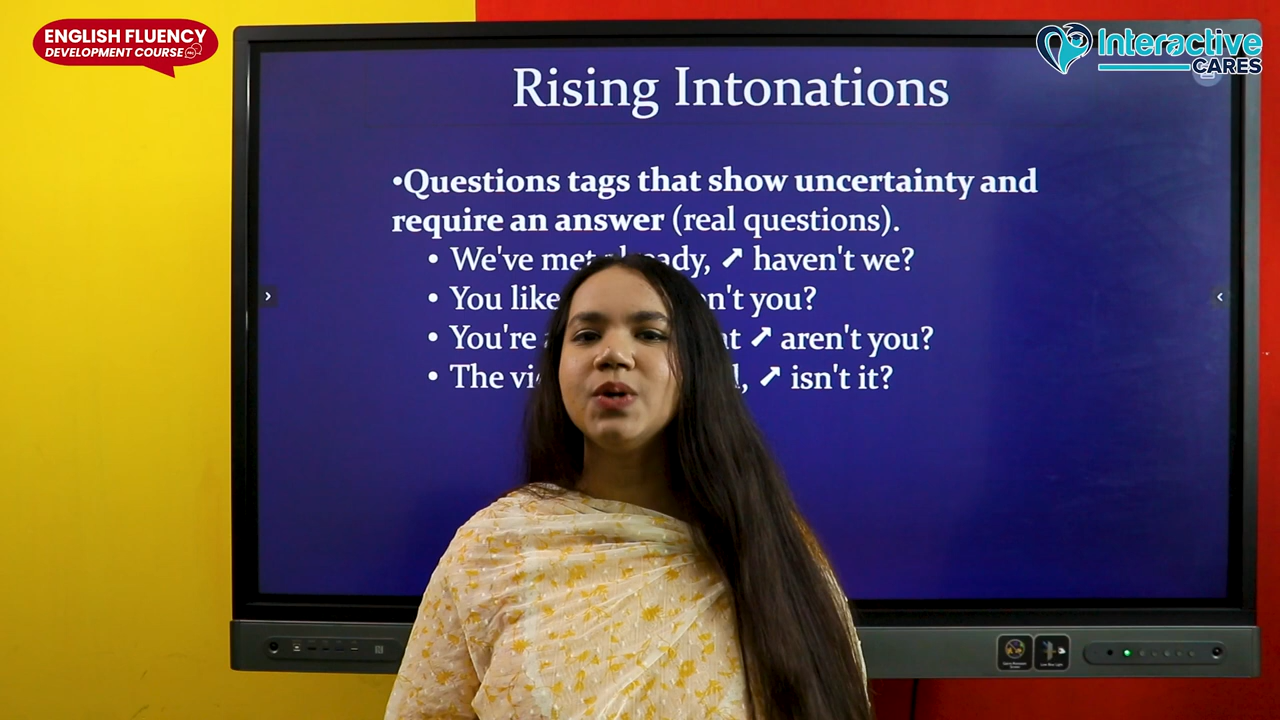 ENGLISH FLUENCY
DEVELOPMENT COURSE
Interactive
CARES
Rising Intonations
•Questions tags that show uncertainty and
require an answer (real questions).
• We've met already, ➚ haven't we?
• You like you?
• You're ➚ aren't you?
• The ➚ isn't it?